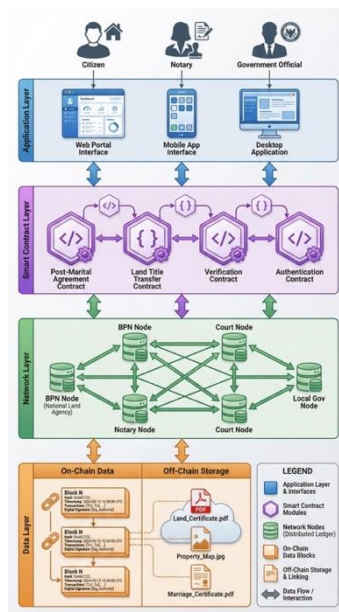 Citizen
Notary
Government Official
Application Layer
Web Portal
Interface
Mobile App
Interface
Desktop
Application
Smart Contract Layer
Post-Marital
Agreement
Contract
Land Title
Transfer
Contract
Verification
Contract
Authentication
Contract
Network Layer
BPN Node
Court Node
BPN Node
(National Land
Agency)
Local Gov
Node
Notary Node
Court Node
Data Layer
On-Chain Data
Off-Chain Storage
Block N
Block N
Block N
PDF
Land_Certificate.pdf
Property_Map.jpg
Marriage_Certificate.pdf
LEGEND
Application Layer
& Interfaces
Smart Contract
Modules
Network Nodes
(Distributed Ledger)
On-Chain
Data Blocks
Off-Chain Storage
& Linking
Data Flow /
Interaction